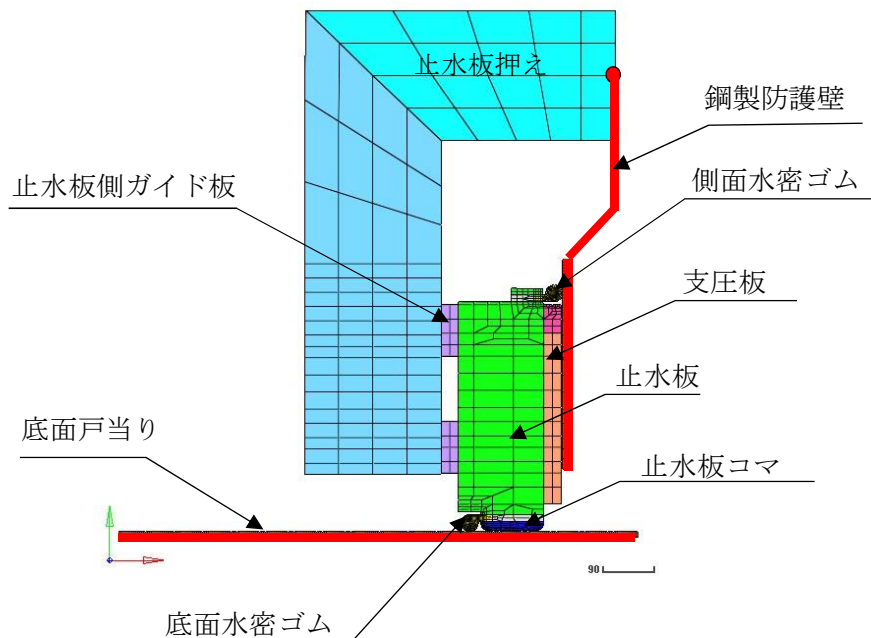 止水板押え
鋼製防護壁
止水板側ガイド板
側面水密ゴム
支圧板
止水板
底面戸当り
止水板コマ
90
底面水密ゴム